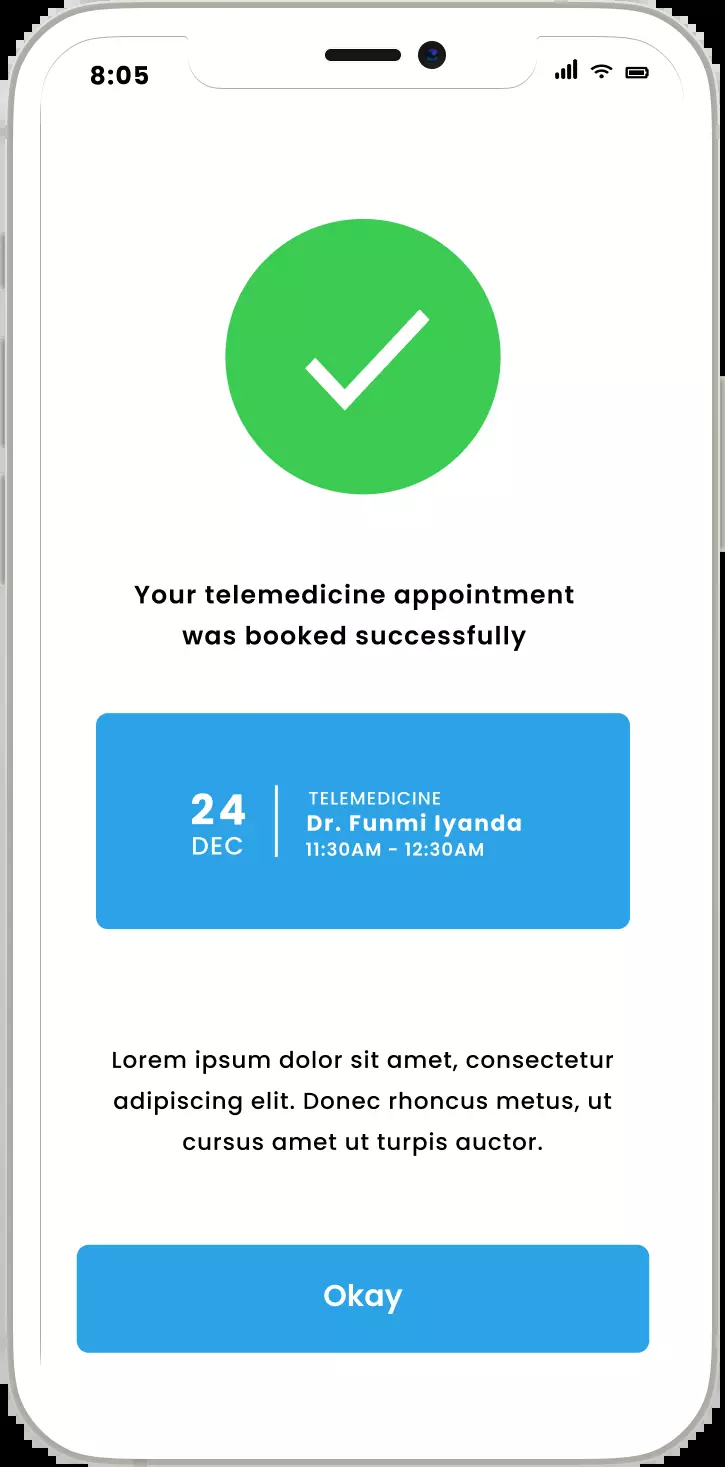 8:05
Your telemedicine appointment
was booked successfully
24
DEC
TELEMEDICINE
Dr. Funmi Iyanda
11:30AM - 12:30AM
Lorem ipsum dolor sit amet, consectetur
adipiscing elit. Donec rhoncus metus, ut
cursus amet ut turpis auctor.
Okay